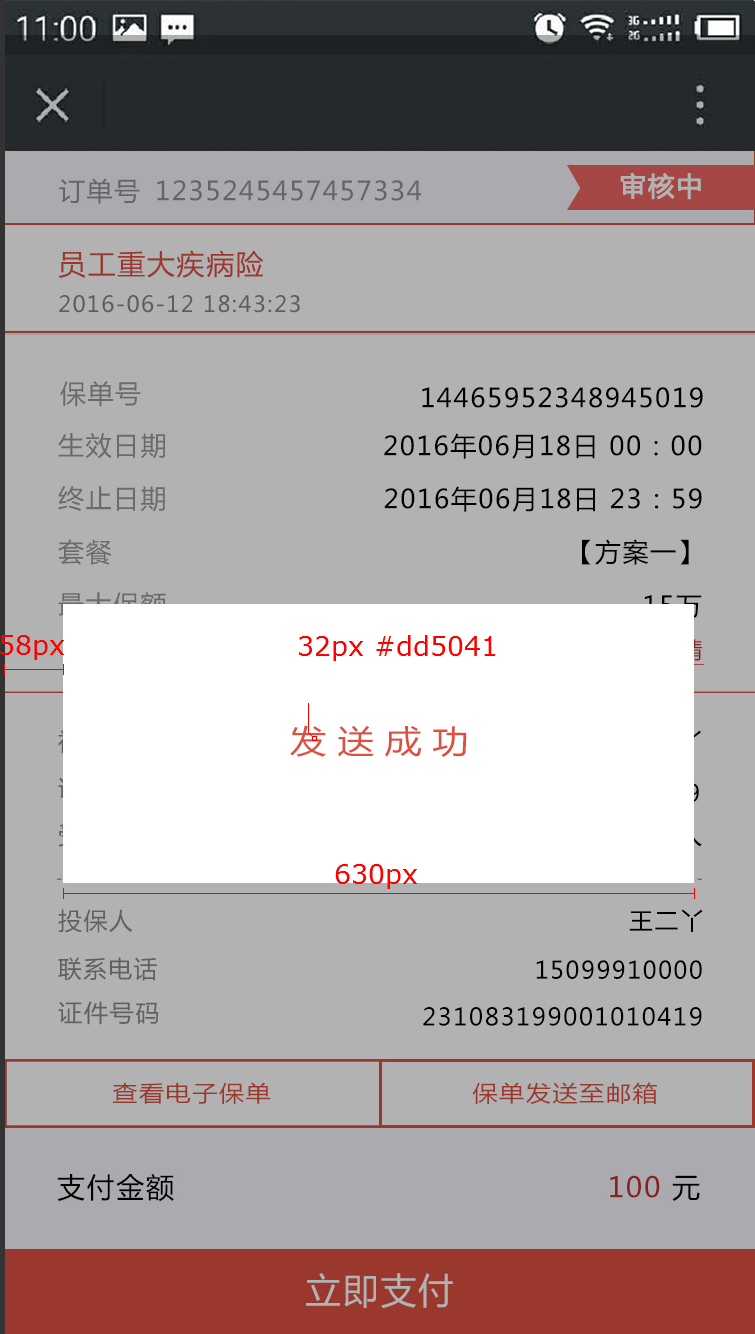 11:00 3G 2G
订单号 1235245457457334 审核中
员工重大疾病险
2016-06-12 18:43:23
保单号 14465952348945019
生效日期 2016年06月18日 00：00
终止日期 2016年06月18日 23：59
套餐 【方案一】
最大保额 15万
58px 32px #dd5041
发送成功
630px
投保人 王二丫
联系电话 15099910000
证件号码 231083199001010419
查看电子保单 保单发送至邮箱
支付金额 100 元
立即支付